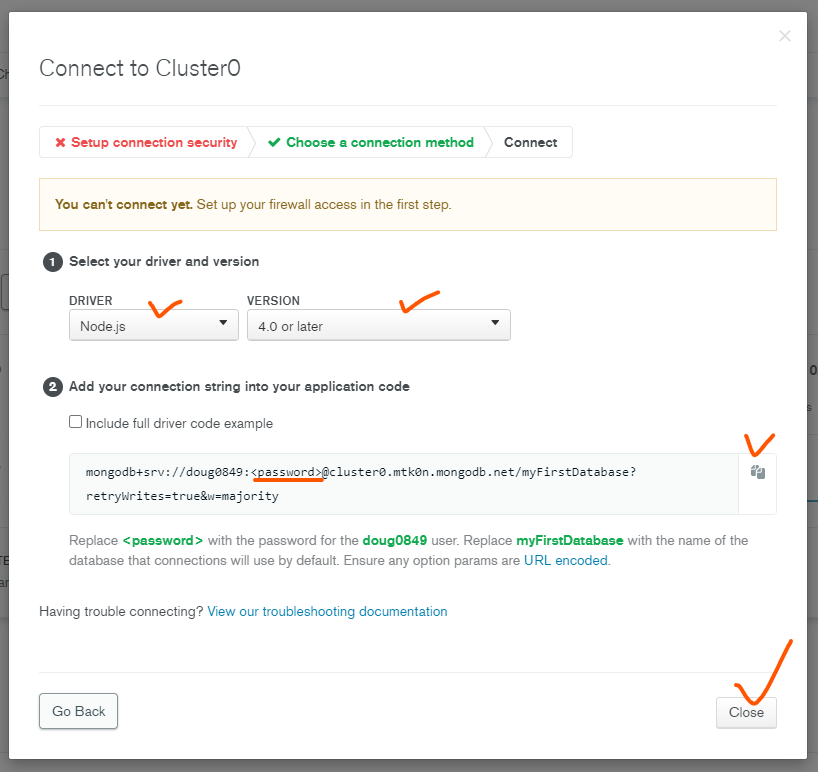 Connect to Cluster0
Setup connection security
Choose a connection method
Connect
You can't connect yet. Set up your firewall access in the first step.
1 Select your driver and version
DRIVER VERSION
Node.js 4.0 or later
2 Add your connection string into your application code
Include full driver code example
mongodb+srv://doug0849:<password>@cluster0.mtk0n.mongodb.net/myFirstDatabase?
retryWrites=true&w=majority
Replace <password> with the password for the doug0849 user. Replace myFirstDatabase with the name of the
database that connections will use by default. Ensure any option params are URL encoded.
Having trouble connecting? View our troubleshooting documentation
Go Back
Close